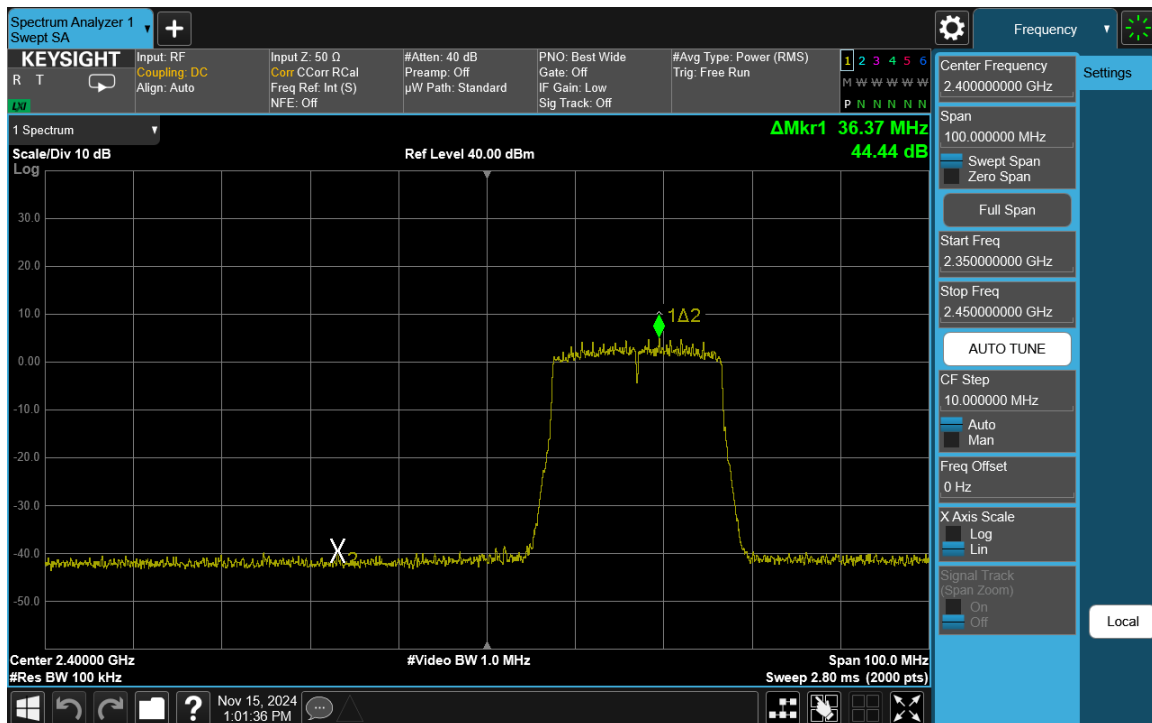 Spectrum Analyzer 1
Swept SA
+
Frequency
KEYSIGHT
R T
LXI
Input: RF
Coupling: DC
Align: Auto
Input Z: 50 Ω
Corr CCorr RCal
Freq Ref: Int (S)
NFE: Off
#Atten: 40 dB
Preamp: Off
µW Path: Standard
PNO: Best Wide
Gate: Off
IF Gain: Low
Sig Track: Off
#Avg Type: Power (RMS)
Trig: Free Run
1 2 3 4 5 6
M W W W W W
P N N N N N
1 Spectrum
Scale/Div 10 dB
Ref Level 40.00 dBm
ΔMkr1 36.37 MHz
44.44 dB
Log
30.0
20.0
10.0
0.00
-10.0
-20.0
-30.0
-40.0
-50.0
1Δ2
X2
Center 2.40000 GHz
#Res BW 100 kHz
#Video BW 1.0 MHz
Span 100.0 MHz
Sweep 2.80 ms (2000 pts)
Center Frequency
2.400000000 GHz
Span
100.000000 MHz
Swept Span
Zero Span
Full Span
Start Freq
2.350000000 GHz
Stop Freq
2.450000000 GHz
AUTO TUNE
CF Step
10.000000 MHz
Auto
Man
Freq Offset
0 Hz
X Axis Scale
Log
Lin
Signal Track
(Span Zoom)
On
Off
Settings
Local
?
Nov 15, 2024
1:01:36 PM